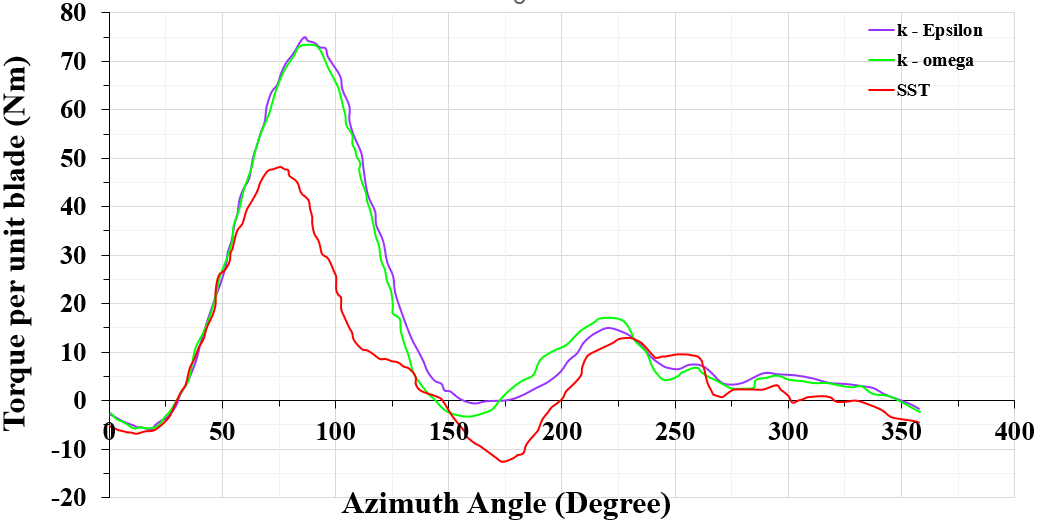 80
70
60
50
40
30
20
10
0
-10
-20
Torque per unit blade (Nm)
k - Epsilon
k - omega
SST
0 50 100 150 200 250 300 350 400
Azimuth Angle (Degree)